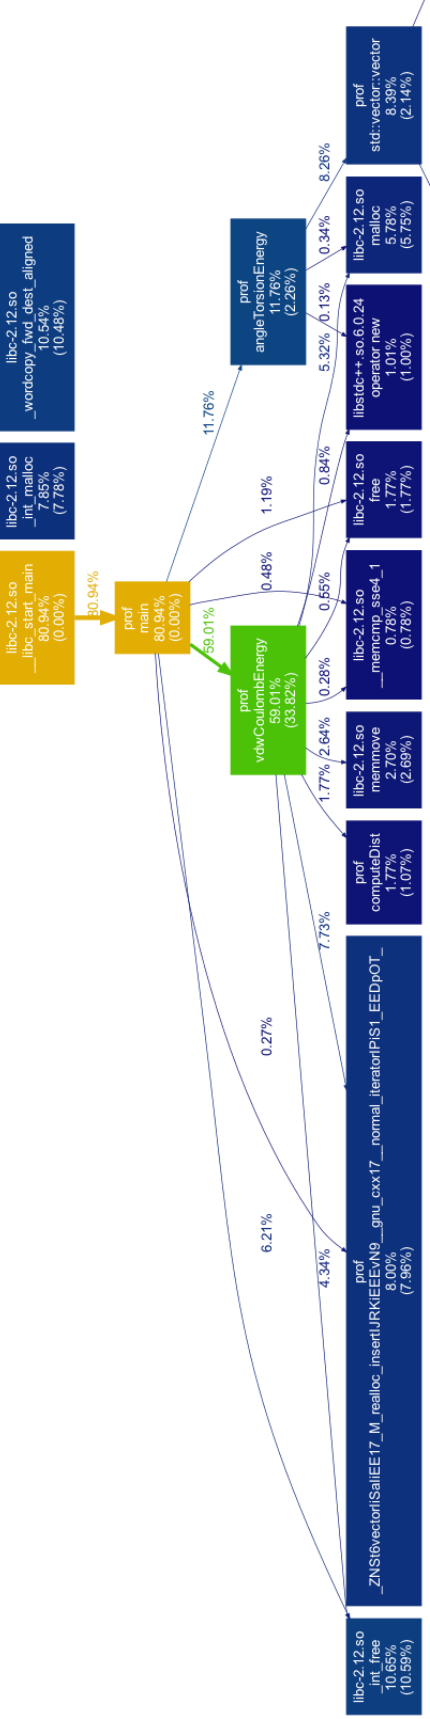 libc-2.12.so
__libc_start_main
80.94%
(0.00%)
libc-2.12.so
_int_malloc
7.85%
(7.78%)
libc-2.12.so
_wordcopy_fwd_dest_aligned
10.54%
(10.48%)
80.94%
prof
main
80.94%
(0.00%)
59.01%
11.76%
prof
vdwCoulombEnergy
59.01%
(33.82%)
prof
angleTorsionEnergy
11.76%
(2.26%)
6.21%
0.27%
0.48%
1.19%
4.34%
7.73%
1.77%
2.64%
0.28%
0.55%
0.84%
5.32%
0.13%
0.34%
8.26%
libc-2.12.so
_int_free
10.65%
(10.59%)
prof
_ZNSt6vectorIiSaIiEE17_M_realloc_insertIJRKiEEEvN9__gnu_cxx17__normal_iteratorIPiS1_EEDpOT_
8.00%
(7.96%)
prof
computeDist
1.77%
(1.07%)
libc-2.12.so
memmove
2.70%
(2.69%)
libc-2.12.so
__memcmp_sse4_1
0.78%
(0.78%)
libc-2.12.so
free
1.77%
(1.77%)
libstdc++.so.6.0.24
operator new
1.01%
(1.00%)
libc-2.12.so
malloc
5.78%
(5.75%)
prof
std::vector::vector
8.39%
(2.14%)